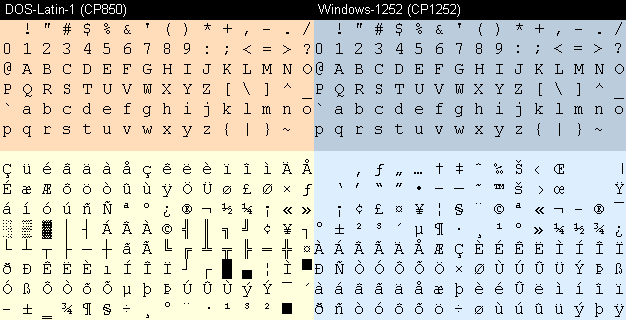 DOS-Latin-1 (CP850)
! " # $ % & ' ( ) * + , - . /
0 1 2 3 4 5 6 7 8 9 : ; < = > ?
@ A B C D E F G H I J K L M N O
P Q R S T U V W X Y Z [ \ ] ^ _
` a b c d e f g h i j k l m n o
p q r s t u v w x y z { | } ~
Ç ü é â ä à å ç ê ë è ï î ì Ä Å
É æ Æ ô ö ò û ù ÿ Ö Ü ø £ Ø × ƒ
á í ó ú ñ Ñ ª º ¿ ® ¬ ½ ¼ ¡ « »
░ ▒ ▓ │ ┤ Á Â À © ╣ ║ ╗ ╝ ¢ ¥ ┐
└ ┴ ┬ ├ ─ ┼ ã Ã ╚ ╔ ╩ ╦ ╠ ═ ╬ ¤
ð Ð Ê Ë È ı Í Î Ï ┘ ┌ █ ▄ ¦ Ì ▀
Ó ß Ô Ò õ Õ µ þ Þ Ú Û Ù ý Ý ¯ ´
- ± ‗ ¾ ¶ § ÷ ¸ ° ¨ · ¹ ³ ² ■
Windows-1252 (CP1252)
! " # $ % & ' ( ) * + , - . /
0 1 2 3 4 5 6 7 8 9 : ; < = > ?
@ A B C D E F G H I J K L M N O
P Q R S T U V W X Y Z [ \ ] ^ _
` a b c d e f g h i j k l m n o
p q r s t u v w x y z { | } ~
‚ ƒ „ … † ‡ ˆ ‰ Š ‹ Œ |
‘ ’ “ ” • – — ˜ ™ Š › œ Ÿ
¡ ¢ £ ¤ ¥ ¦ § ¨ © ª « ¬ - ® ¯
° ± ² ³ ´ µ ¶ · ¸ ¹ º » ¼ ½ ¾ ¿
À Á Â Ã Ä Å Æ Ç È É Ê Ë Ì Í Î Ï
Ð Ñ Ò Ó Ô Õ Ö × Ø Ù Ú Û Ü Ý Þ ß
à á â ã ä å æ ç è é ê ë ì í î ï
ð ñ ò ó ô õ ö ÷ ø ù ú û ü ý þ ÿ